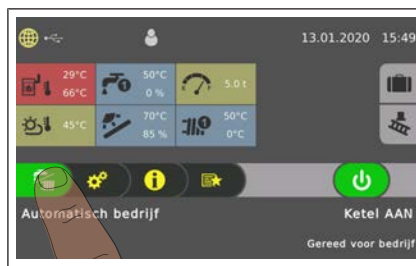 13.01.2020 15:49
29°C 50°C
66°C 0 % 5.0 t
45°C 70°C 50°C
85 % 0°C
Automatisch bedrijf Ketel AAN
Gereed voor bedrijf